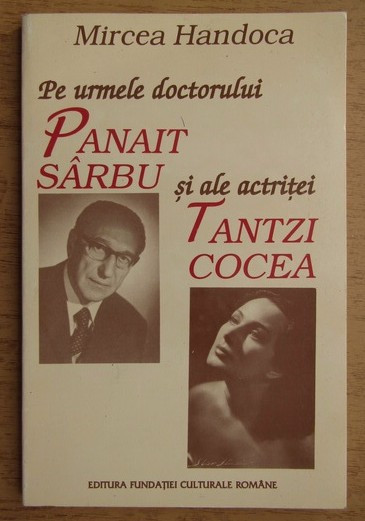 Mircea Handoca
Pe urmele doctorului
PANAIT
SÂRBU
și ale actriței
TANTZI
COCEA
EDITURA FUNDAȚIEI CULTURALE ROMÂNE